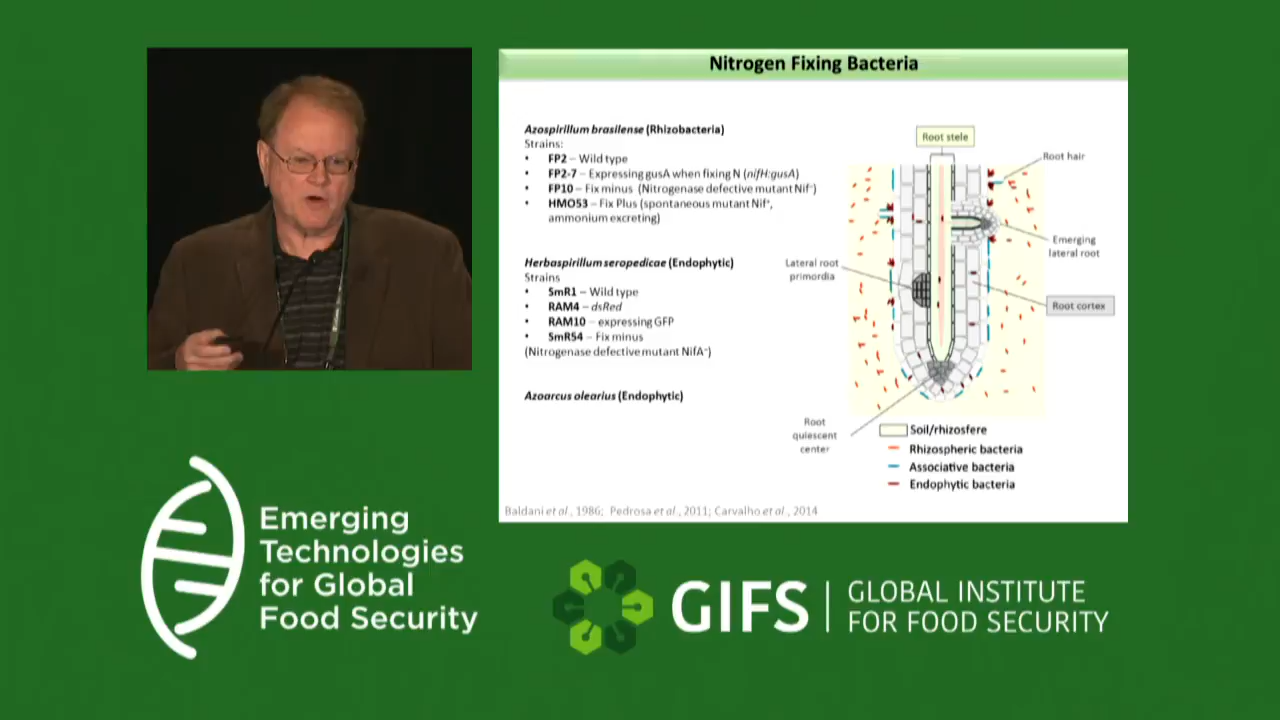 Nitrogen Fixing Bacteria
Azospirillum brasilense (Rhizobacteria)
Strains:
• FP2 – Wild type
• FP2-7 – Expressing gusA when fixing N (nifH:gusA)
• FP10 – Fix minus (Nitrogenase defective mutant Nif⁻)
• HMO53 – Fix Plus (spontaneous mutant Nif⁺,
ammonium excreting)
Herbaspirillum seropedicae (Endophytic)
Strains
• SmR1 – Wild type
• RAM4 – dsRed
• RAM10 – expressing GFP
• SmR54 – Fix minus
(Nitrogenase defective mutant NifA⁻)
Azoarcus olearius (Endophytic)
Root stele
Root hair
Emerging
lateral root
Lateral root
primordia
Root cortex
Root
quiescent
center
Soil/rhizosfere
Rhizospheric bacteria
Associative bacteria
Endophytic bacteria
Baldani et al., 1986; Pedrosa et al., 2011; Carvalho et al., 2014
Emerging
Technologies
for Global
Food Security
GIFS
GLOBAL INSTITUTE
FOR FOOD SECURITY